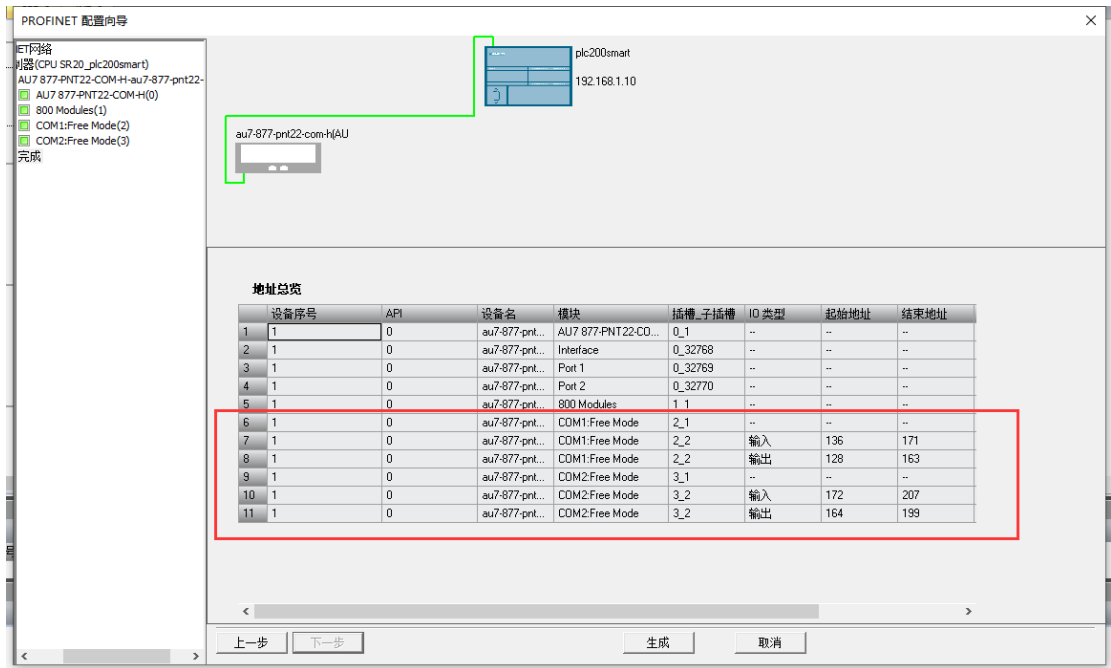 PROFINET 配置向导
ET网络
制器(CPU SR20_plc200smart)
AU7 877-PNT22-COM-H-au7-877-pnt22-
AU7 877-PNT22-COM-H(0)
800 Modules(1)
COM1:Free Mode(2)
COM2:Free Mode(3)
完成
plc200smart
192.168.1.10
au7-877-pnt22-com-h(AU
地址总览
设备序号 API 设备名 模块 插槽_子插槽 IO 类型 起始地址 结束地址
1 1 0 au7-877-pnt... AU7 877-PNT22-CO... 0_1 -- -- --
2 1 0 au7-877-pnt... Interface 0_32768 -- -- --
3 1 0 au7-877-pnt... Port 1 0_32769 -- -- --
4 1 0 au7-877-pnt... Port 2 0_32770 -- -- --
5 1 0 au7-877-pnt... 800 Modules 1_1 -- -- --
6 1 0 au7-877-pnt... COM1:Free Mode 2_1 -- -- --
7 1 0 au7-877-pnt... COM1:Free Mode 2_2 输入 136 171
8 1 0 au7-877-pnt... COM1:Free Mode 2_2 输出 128 163
9 1 0 au7-877-pnt... COM2:Free Mode 3_1 -- -- --
10 1 0 au7-877-pnt... COM2:Free Mode 3_2 输入 172 207
11 1 0 au7-877-pnt... COM2:Free Mode 3_2 输出 164 199
上一步 下一步 生成 取消